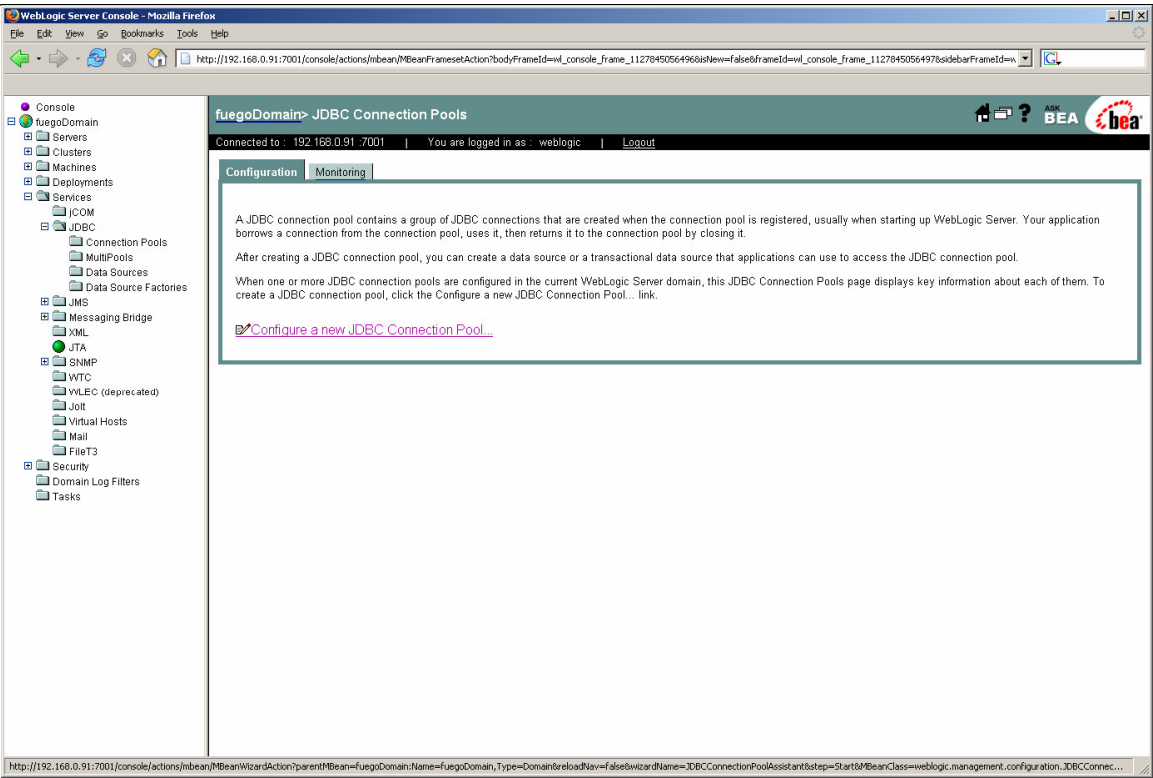 WebLogic Server Console - Mozilla Firefox
File Edit View Go Bookmarks Tools Help
http://192.168.0.91:7001/console/actions/mbean/MBeanFramesetAction?bodyFrameId=wl_console_frame_1127845056496&isNew=false&frameId=wl_console_frame_1127845056497&sidebarFrameId=w
G
Console
fuegoDomain
Servers
Clusters
Machines
Deployments
Services
jCOM
JDBC
Connection Pools
MultiPools
Data Sources
Data Source Factories
JMS
Messaging Bridge
XML
JTA
SNMP
WTC
WLEC (deprecated)
Jolt
Virtual Hosts
Mail
FileT3
Security
Domain Log Filters
Tasks
fuegoDomain> JDBC Connection Pools
? ASK BEA bea
Connected to : 192.168.0.91 :7001 | You are logged in as : weblogic | Logout
Configuration Monitoring
A JDBC connection pool contains a group of JDBC connections that are created when the connection pool is registered, usually when starting up WebLogic Server. Your application
borrows a connection from the connection pool, uses it, then returns it to the connection pool by closing it.
After creating a JDBC connection pool, you can create a data source or a transactional data source that applications can use to access the JDBC connection pool.
When one or more JDBC connection pools are configured in the current WebLogic Server domain, this JDBC Connection Pools page displays key information about each of them. To
create a JDBC connection pool, click the Configure a new JDBC Connection Pool... link.
Configure a new JDBC Connection Pool...
http://192.168.0.91:7001/console/actions/mbean/MBeanWizardAction?parentMBean=fuegoDomain:Name=fuegoDomain,Type=Domain&reloadNav=false&wizardName=JDBCConnectionPoolAssistant&step=Start&MBeanClass=weblogic.management.configuration.JDBCConnec...